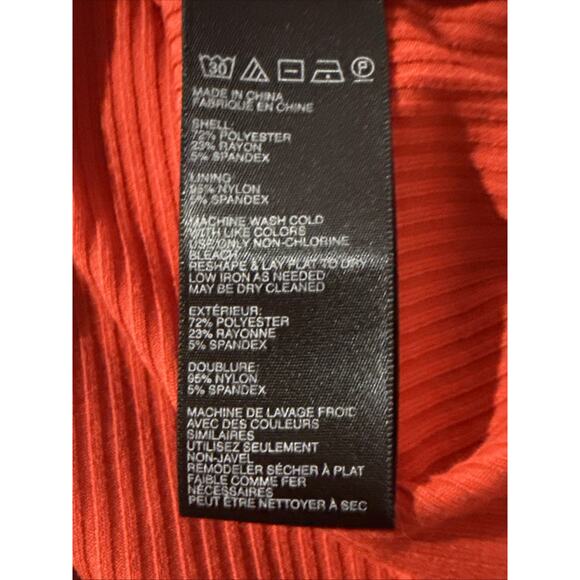 30 P
MADE IN CHINA
FABRIQUÉ EN CHINE
SHELL:
72% POLYESTER
23% RAYON
5% SPANDEX
LINING
95% NYLON
5% SPANDEX
MACHINE WASH COLD
WITH LIKE COLORS
USE ONLY NON-CHLORINE
BLEACH
RESHAPE & LAY FLAT TO DRY
LOW IRON AS NEEDED
MAY BE DRY CLEANED
EXTÉRIEUR:
72% POLYESTER
23% RAYONNE
5% SPANDEX
DOUBLURE:
95% NYLON
5% SPANDEX
MACHINE DE LAVAGE FROID
AVEC DES COULEURS
SIMILAIRES
UTILISEZ SEULEMENT
NON-JAVEL
REMODELER SÉCHER À PLAT
FAIBLE COMME FER
NÉCESSAIRES
PEUT ÊTRE NETTOYER À SEC